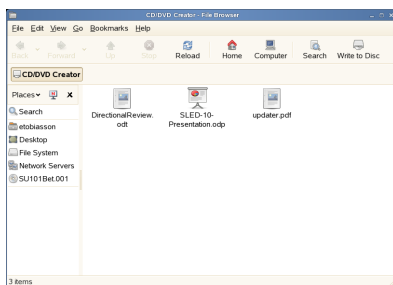 CD/DVD Creator - File Browser
File Edit View Go Bookmarks Help
Back Forward Up Stop Reload Home Computer Search Write to Disc
CD/DVD Creator
Places
Search
etobiasson
Desktop
File System
Network Servers
SU101Bet.001
DirectionalReview.
odt
SLED-10-
Presentation.odp
updater.pdf
3 items